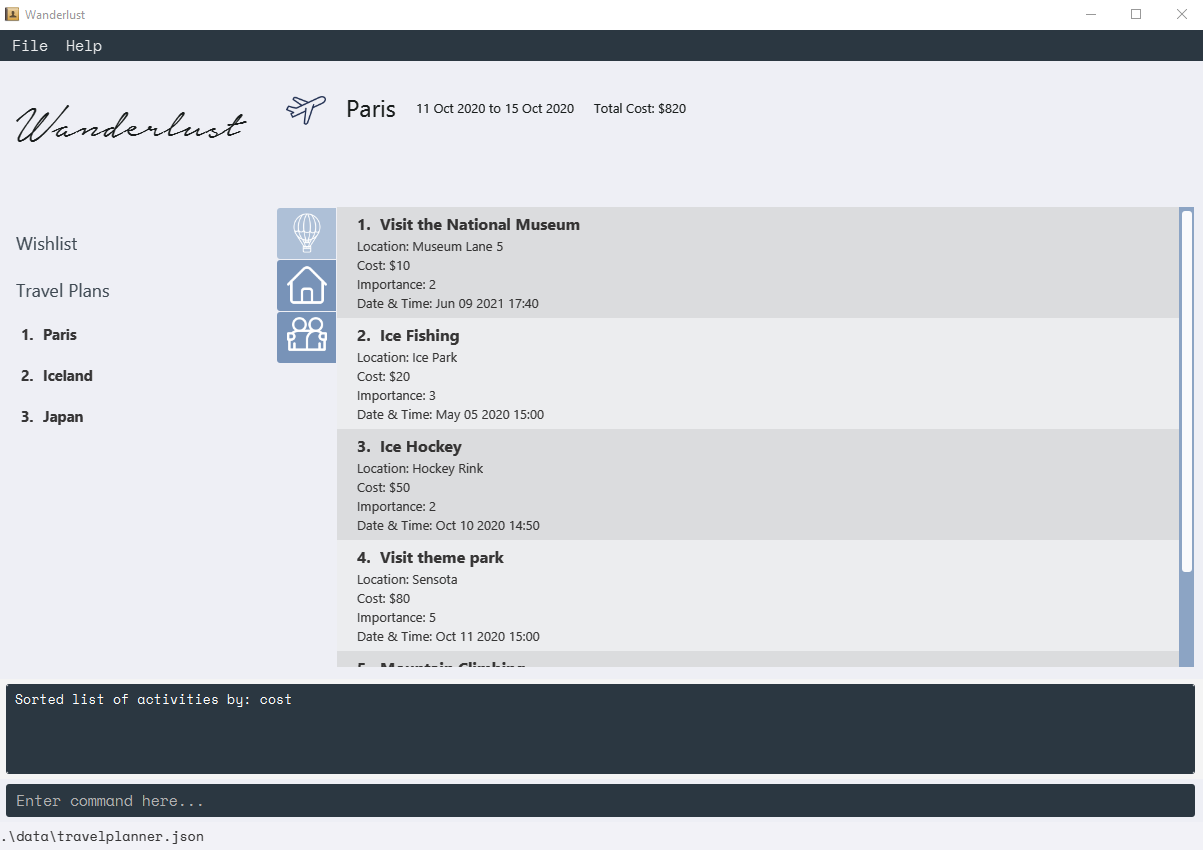 Wanderlust
File Help
Wanderlust
Paris 11 Oct 2020 to 15 Oct 2020 Total Cost: $820
Wishlist
Travel Plans
1. Paris
2. Iceland
3. Japan
1. Visit the National Museum
Location: Museum Lane 5
Cost: $10
Importance: 2
Date & Time: Jun 09 2021 17:40
2. Ice Fishing
Location: Ice Park
Cost: $20
Importance: 3
Date & Time: May 05 2020 15:00
3. Ice Hockey
Location: Hockey Rink
Cost: $50
Importance: 2
Date & Time: Oct 10 2020 14:50
4. Visit theme park
Location: Sensota
Cost: $80
Importance: 5
Date & Time: Oct 11 2020 15:00
5. Mountain Climbing
Sorted list of activities by: cost
Enter command here...
.\data\travelplanner.json